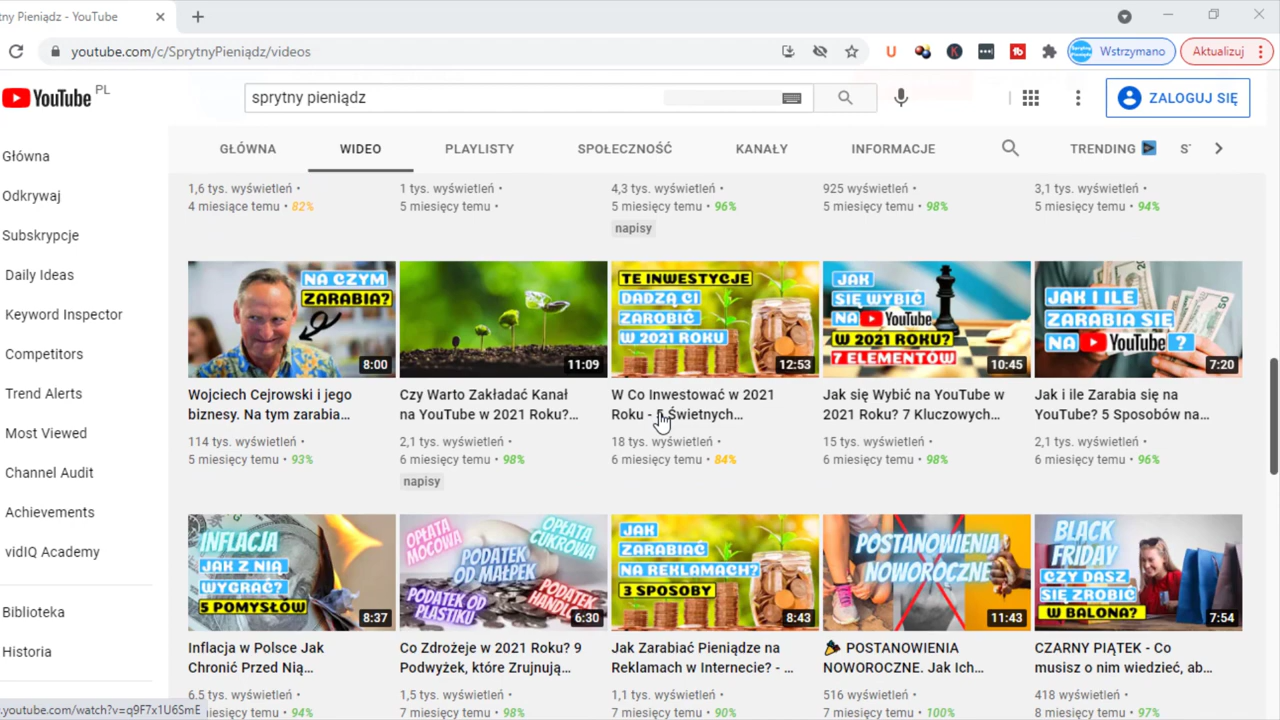 ny Pieniądz - YouTube
youtube.com/c/SprytnyPieniądz/videos
Wstrzymano
Aktualizuj
YouTube PL
sprytny pieniądz
ZALOGUJ SIĘ
GŁÓWNA
WIDEO
PLAYLISTY
SPOŁECZNOŚĆ
KANAŁY
INFORMACJE
TRENDING
Główna
Odkrywaj
Subskrypcje
Daily Ideas
Keyword Inspector
Competitors
Trend Alerts
Most Viewed
Channel Audit
Achievements
vidIQ Academy
Biblioteka
Historia
1,6 tys. wyświetleń •
4 miesiące temu • 82%
1 tys. wyświetleń •
5 miesięcy temu •
4,3 tys. wyświetleń •
5 miesięcy temu • 96%
napisy
925 wyświetleń •
5 miesięcy temu • 98%
3,1 tys. wyświetleń •
5 miesięcy temu • 94%
NA CZYM
ZARABIA?
8:00
Wojciech Cejrowski i jego
biznesy. Na tym zarabia...
114 tys. wyświetleń •
5 miesięcy temu • 93%
11:09
Czy Warto Zakładać Kanał
na YouTube w 2021 Roku?...
2,1 tys. wyświetleń •
6 miesięcy temu • 98%
napisy
TE INWESTYCJE
DADZĄ CI
ZAROBIĆ
W 2021 ROKU
12:53
W Co Inwestować w 2021
Roku - 5 Świetnych...
18 tys. wyświetleń •
6 miesięcy temu • 84%
JAK
SIĘ WYBIĆ
NA YouTube
W 2021 ROKU?
7 ELEMENTÓW
10:45
Jak się Wybić na YouTube w
2021 Roku? 7 Kluczowych...
15 tys. wyświetleń •
6 miesięcy temu • 98%
JAK I ILE
ZARABIA SIĘ
NA YouTube ?
7:20
Jak i ile Zarabia się na
YouTube? 5 Sposobów na...
2,1 tys. wyświetleń •
6 miesięcy temu • 96%
INFLACJA
JAK Z NIĄ
WYGRAĆ?
5 POMYSŁÓW
8:37
Inflacja w Polsce Jak
Chronić Przed Nią...
6,5 tys. wyświetleń •
miesięcy temu • 94%
OPŁATA
MOCOWA
OPŁATA
CUKROWA
PODATEK
OD MAŁPEK
PODATEK OD
PLASTIKU
PODATEK
6:30
Co Zdrożeje w 2021 Roku? 9
Podwyżek, które Zrujnują...
1,5 tys. wyświetleń •
7 miesięcy temu • 98%
JAK
ZARABIAĆ
NA REKLAMACH?
3 SPOSOBY
8:43
Jak Zarabiać Pieniądze na
Reklamach w Internecie? - ...
1,1 tys. wyświetleń •
7 miesięcy temu • 90%
POSTANOWIENIA
NOWOROCZNE
11:43
🎉 POSTANOWIENIA
NOWOROCZNE. Jak Ich...
516 wyświetleń •
7 miesięcy temu • 100%
BLACK
FRIDAY
CZY DASZ
SIĘ ZROBIĆ
W BALONA?
7:54
CZARNY PIĄTEK - Co
musisz o nim wiedzieć, ab...
418 wyświetleń •
8 miesięcy temu • 97%
.youtube.com/watch?v=q9F7x1U6SmE